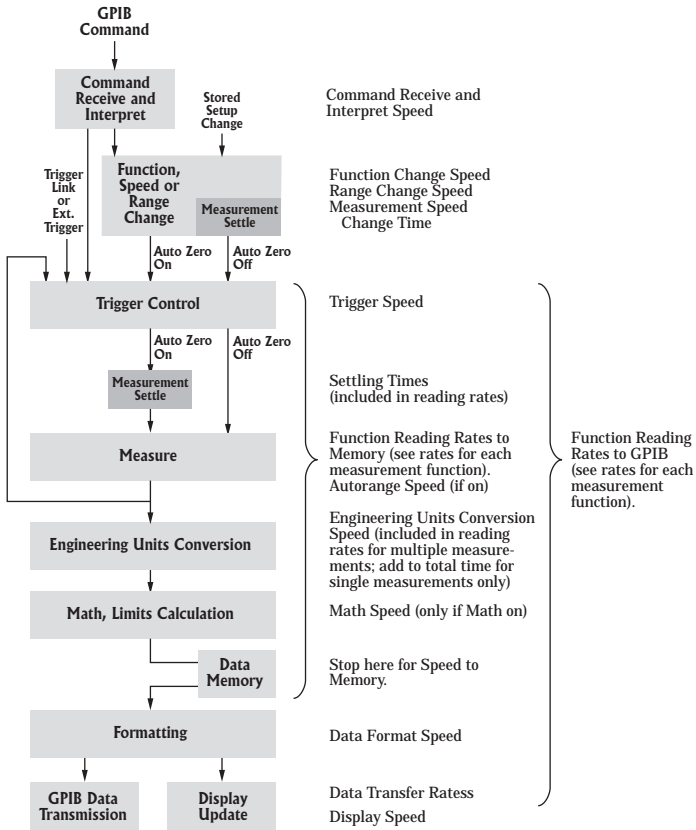 GPIB
Command
Command
Receive and
Interpret
Stored
Setup
Change
Command Receive and
Interpret Speed
Trigger
Link
or
Ext.
Trigger
Function,
Speed or
Range
Change
Measurement
Settle
Function Change Speed
Range Change Speed
Measurement Speed
Change Time
Auto Zero
On
Auto Zero
Off
Trigger Control
Trigger Speed
Auto Zero
On
Auto Zero
Off
Measurement
Settle
Settling Times
(included in reading rates)
Measure
Function Reading Rates to
Memory (see rates for each
measurement function).
Autorange Speed (if on)
Function Reading
Rates to GPIB
(see rates for each
measurement
function).
Engineering Units Conversion
Engineering Units Conversion
Speed (included in reading
rates for multiple measure-
ments; add to total time for
single measurements only)
Math, Limits Calculation
Math Speed (only if Math on)
Data
Memory
Stop here for Speed to
Memory.
Formatting
Data Format Speed
GPIB Data
Transmission
Display
Update
Data Transfer Ratess
Display Speed